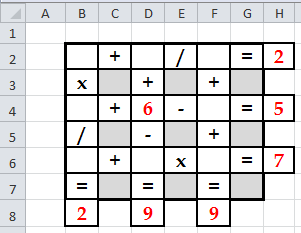 A B C D E F G H
1
2 + / = 2
3 x + +
4 + 6 - = 5
5 / - +
6 + x = 7
7 = = =
8 2 9 9